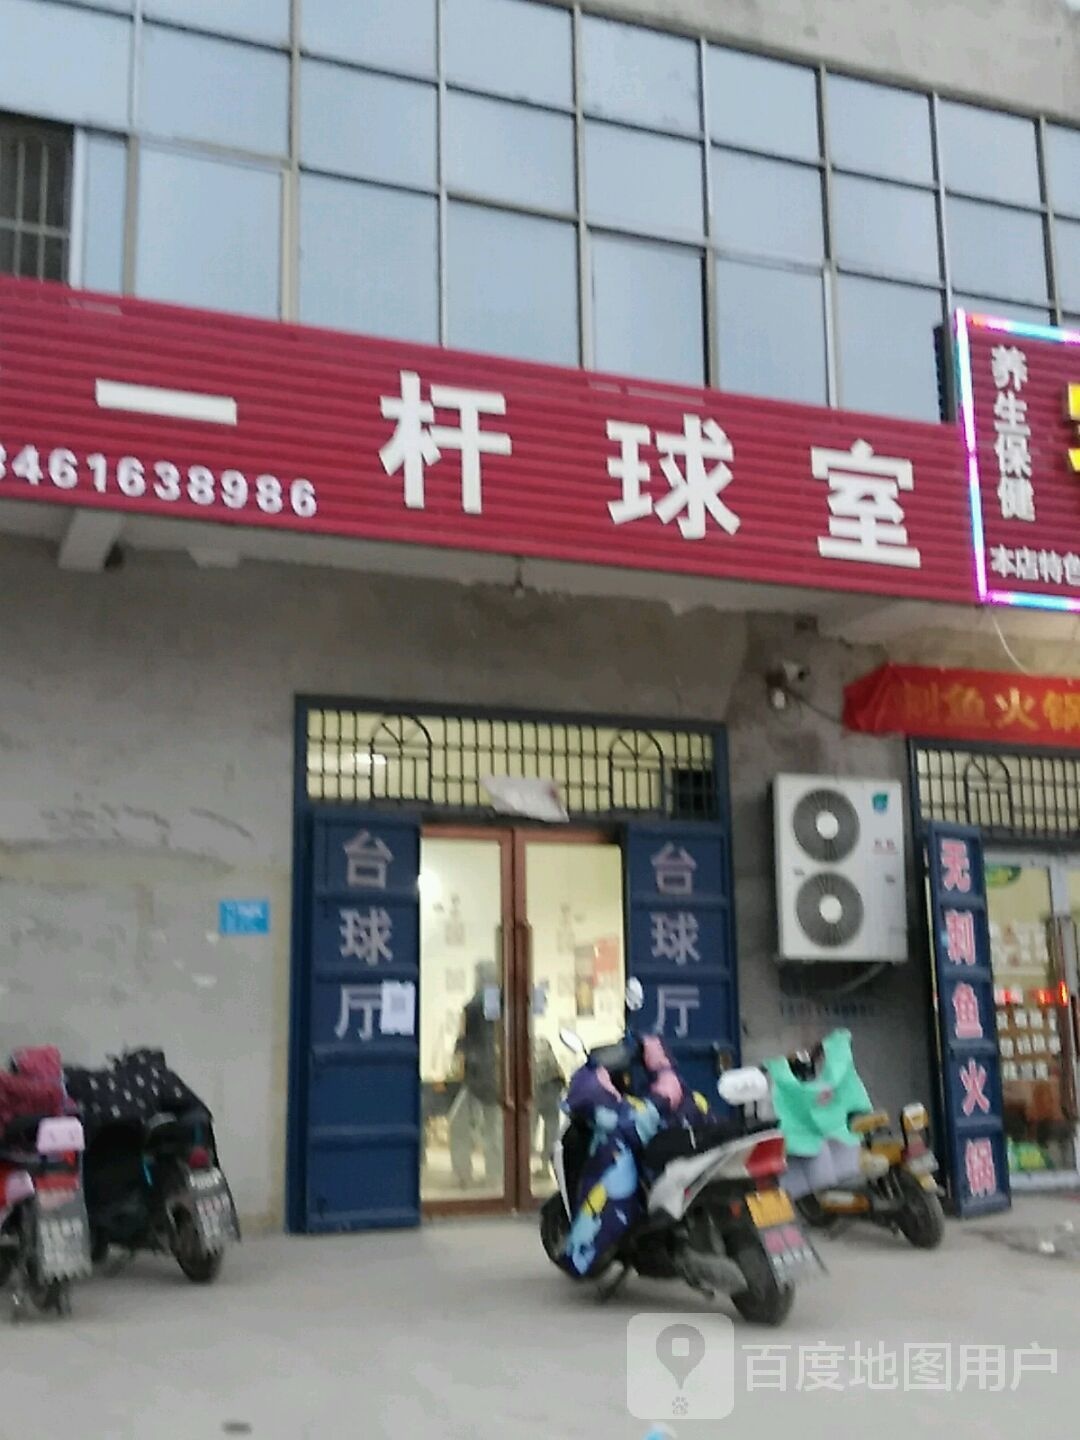 一杆球室
3461638986
养生保健
本店特色
刺鱼火锅
台球厅
台球厅
无刺鱼火锅
百度地图用户